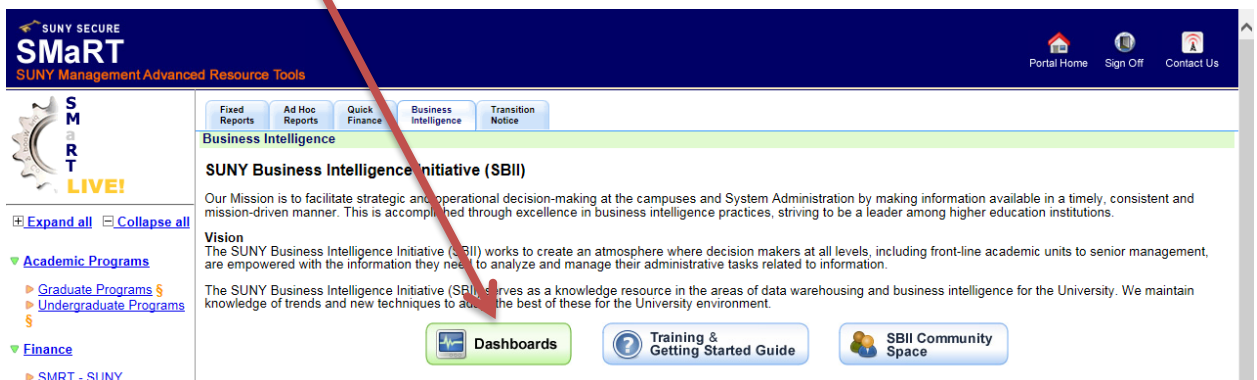 SUNY SECURE
SMaRT
SUNY Management Advanced Resource Tools
Portal Home
Sign Off
Contact Us
S
M
a
R
T
LIVE!
Expand all
Collapse all
Academic Programs
Graduate Programs §
Undergraduate Programs
§
Finance
SMRT - SUNY
Fixed
Reports
Ad Hoc
Reports
Quick
Finance
Business
Intelligence
Transition
Notice
Business Intelligence
SUNY Business Intelligence Initiative (SBII)
Our Mission is to facilitate strategic and operational decision-making at the campuses and System Administration by making information available in a timely, consistent and
mission-driven manner. This is accomplished through excellence in business intelligence practices, striving to be a leader among higher education institutions.
Vision
The SUNY Business Intelligence Initiative (SBII) works to create an atmosphere where decision makers at all levels, including front-line academic units to senior management,
are empowered with the information they need to analyze and manage their administrative tasks related to information.
The SUNY Business Intelligence Initiative (SBII) serves as a knowledge resource in the areas of data warehousing and business intelligence for the University. We maintain
knowledge of trends and new techniques to the best of these for the University environment.
Dashboards
Training &
Getting Started Guide
SBII Community
Space